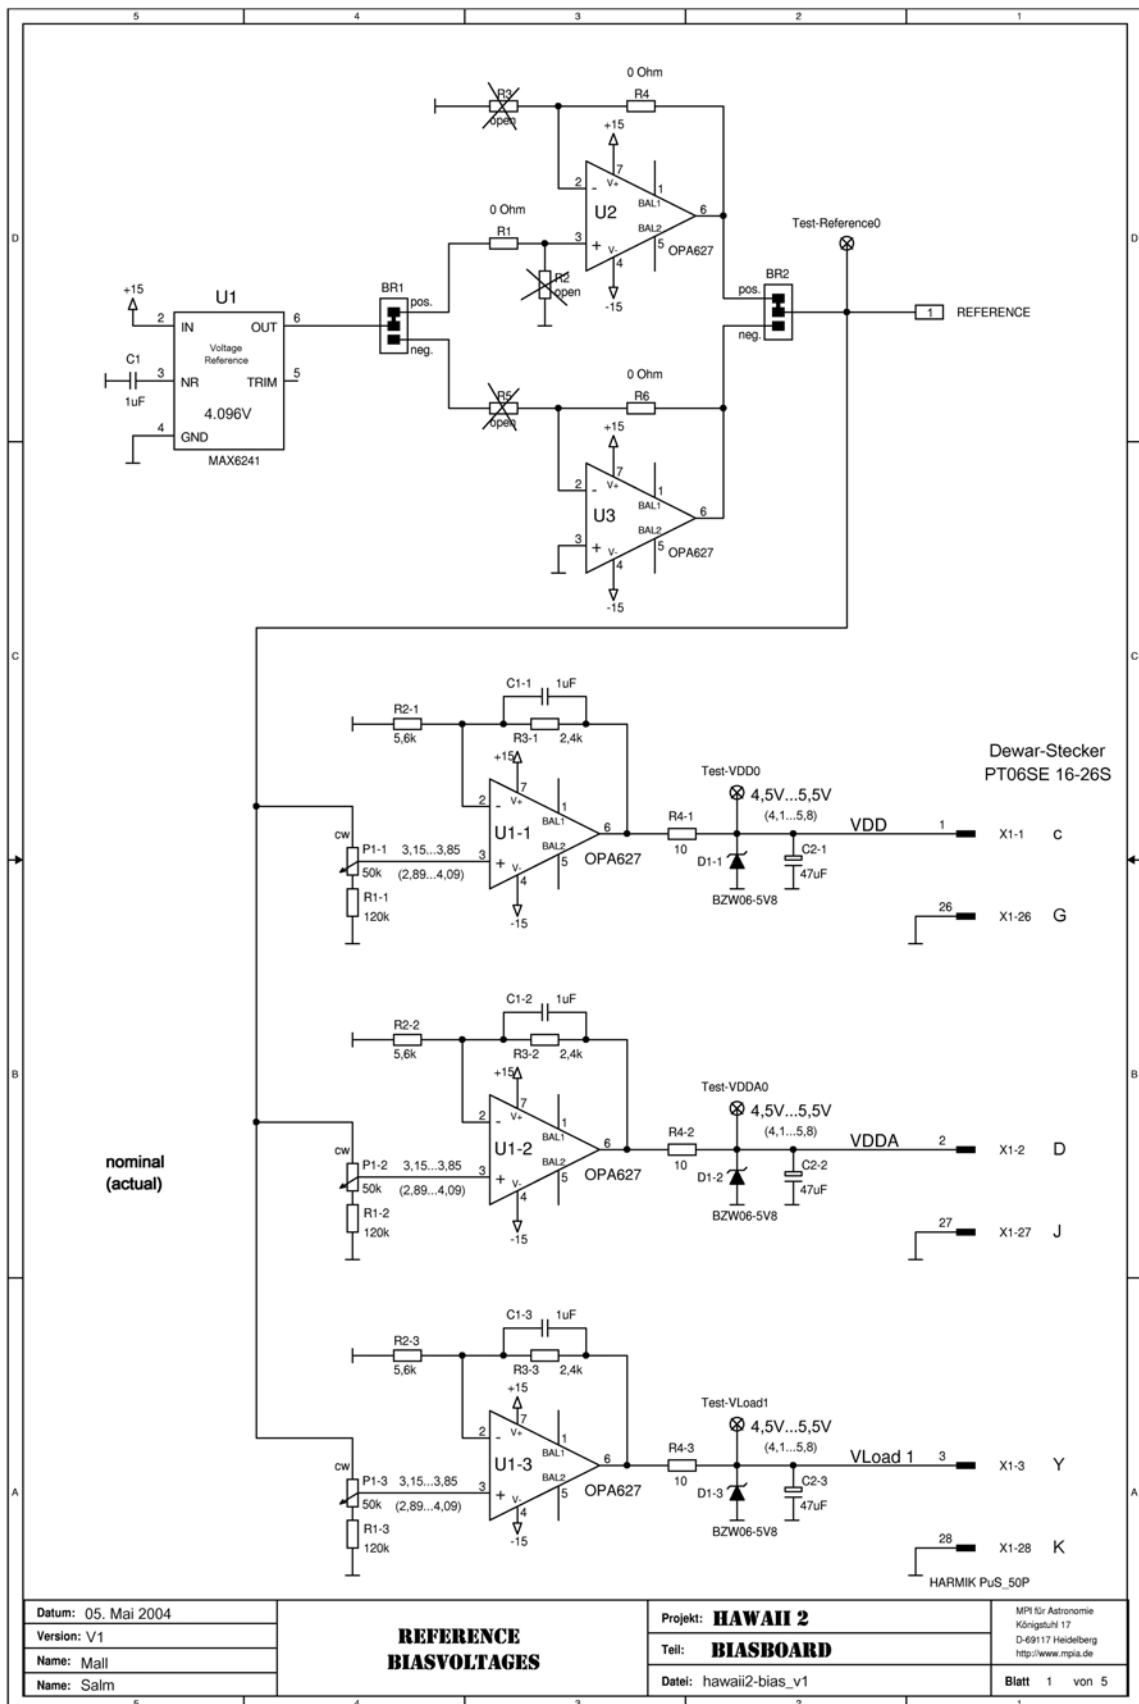 5 4 3 2 1
0 Ohm
R3 R4
open
+15
7
2 - V+ 1
BAL1
0 Ohm U2 6
R1 BAL2
3 + V- 5 OPA627
4
R2
open
-15
Test-Reference0
D D
BR1 BR2
pos. pos.
neg. neg.
1 REFERENCE
+15 U1
2 IN OUT 6
Voltage
Reference
C1
3 NR TRIM 5
1uF
4.096V
4 GND
MAX6241
0 Ohm
R5 R6
open
+15
7
2 - V+ 1
BAL1
U3 6
BAL2
3 + V- 5 OPA627
4
-15
C C
C1-1 1uF
R2-1
5,6k
R3-1 2,4k
+15
7
2 - V+ 1
BAL1
U1-1 6
BAL2
3 + V- 5 OPA627
4
-15
cw
P1-1 3,15...3,85
50k (2,89...4,09)
R1-1
120k
Test-VDD0
4,5V...5,5V
R4-1 (4,1...5,8) VDD
10
D1-1 C2-1
47uF
BZW06-5V8
Dewar-Stecker
PT06SE 16-26S
1 X1-1 c
26 X1-26 G
C1-2 1uF
R2-2
5,6k
R3-2 2,4k
+15
7
2 - V+ 1
BAL1
U1-2 6
BAL2
3 + V- 5 OPA627
4
-15
B B
nominal
(actual)
cw
P1-2 3,15...3,85
50k (2,89...4,09)
R1-2
120k
Test-VDDA0
4,5V...5,5V
R4-2 (4,1...5,8) VDDA
10
D1-2 C2-2
47uF
BZW06-5V8
2 X1-2 D
27 X1-27 J
C1-3 1uF
R2-3
5,6k
R3-3 2,4k
+15
7
2 - V+ 1
BAL1
U1-3 6
BAL2
3 + V- 5 OPA627
4
-15
A A
cw
P1-3 3,15...3,85
50k (2,89...4,09)
R1-3
120k
Test-VLoad1
4,5V...5,5V
R4-3 (4,1...5,8) VLoad 1
10
D1-3 C2-3
47uF
BZW06-5V8
3 X1-3 Y
28 X1-28 K
HARMIK PuS_50P
Datum: 05. Mai 2004
Version: V1
Name: Mall
Name: Salm
REFERENCE
BIASVOLTAGES
Projekt: HAWAII 2
Teil: BIASBOARD
Datei: hawaii2-bias_v1
MPI für Astronomie
Königstuhl 17
D-69117 Heidelberg
http://www.mpia.de
Blatt 1 von 5
5 4 3 2 1